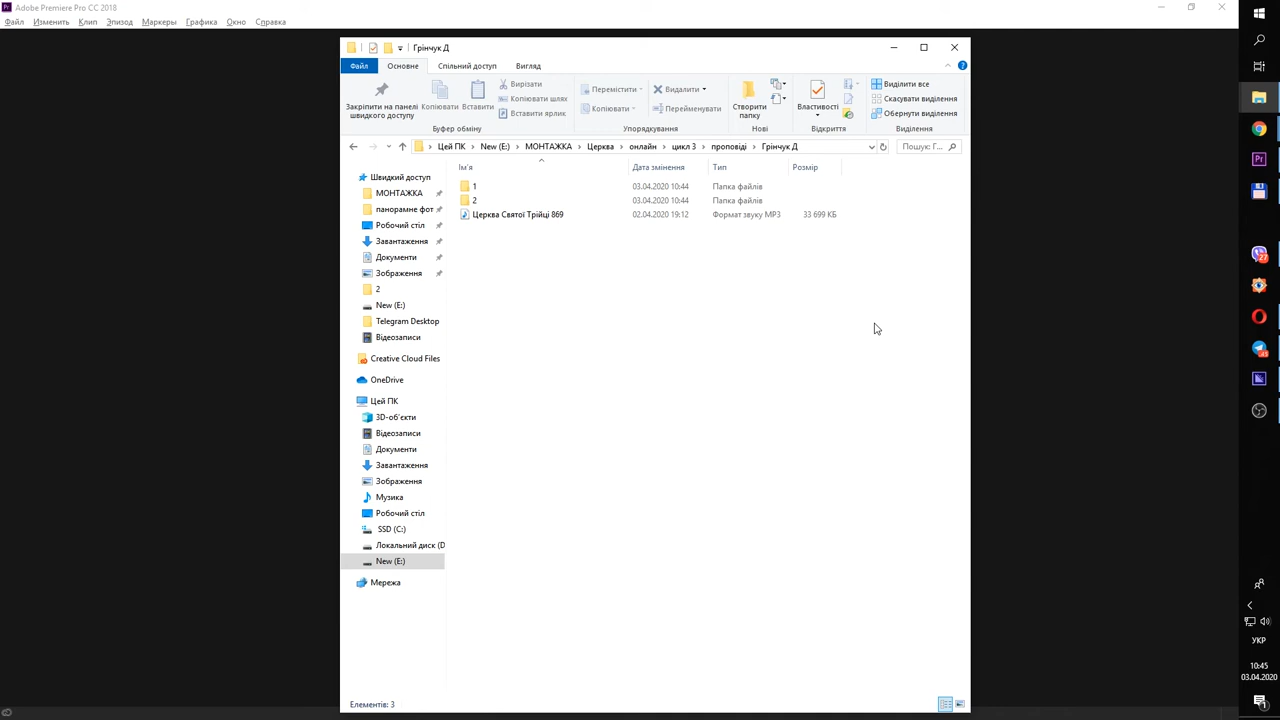 Adobe Premiere Pro CC 2018
Файл Изменить Клип Эпизод Маркеры Графика Окно Справка
Грінчук Д
Файл Основне Спільний доступ Вигляд
Закріпити на панелі швидкого доступу
Копіювати
Вставити
Вирізати
Копіювати шлях
Вставити ярлик
Буфер обміну
Перемістити
Копіювати
Видалити
Перейменувати
Упорядкування
Створити папку
Нові
Властивості
Відкриття
Виділити все
Скасувати виділення
Обернути виділення
Виділення
Цей ПК > New (E:) > МОНТАЖКА > Церква > онлайн > цикл 3 > проповіді > Грінчук Д
Пошук: Г...
Ім'я Дата змінення Тип Розмір
1 03.04.2020 10:44 Папка файлів
2 03.04.2020 10:44 Папка файлів
Церква Святої Трійці 869 02.04.2020 19:12 Формат звуку MP3 33 699 КБ
Швидкий доступ
МОНТАЖКА
панорамне фот
Робочий стіл
Завантаження
Документи
Зображення
2
New (E:)
Telegram Desktop
Відеозаписи
Creative Cloud Files
OneDrive
Цей ПК
3D-об'єкти
Відеозаписи
Документи
Завантаження
Зображення
Музика
Робочий стіл
SSD (C:)
Локальний диск (D
New (E:)
Мережа
Елементів: 3
27
УКР
10:45
03.04.2020